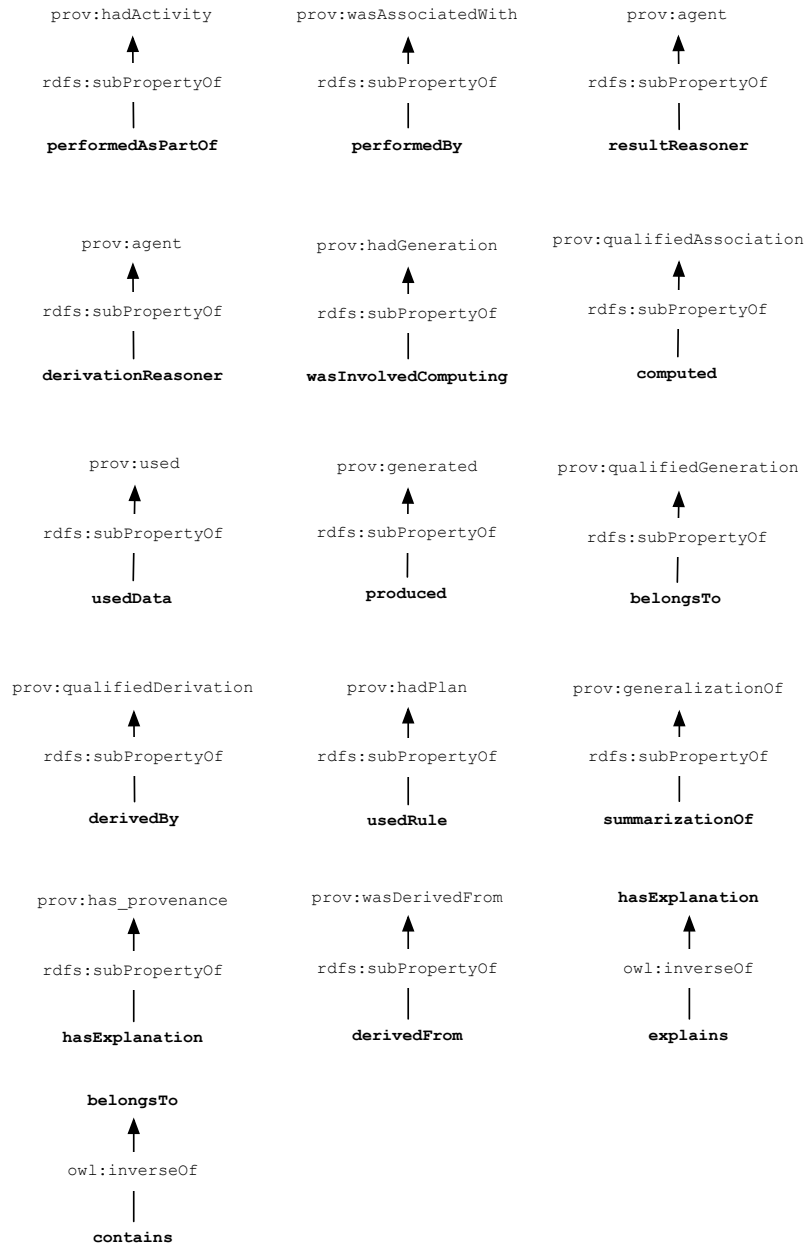 prov:hadActivity
prov:wasAssociatedWith
prov:agent
rdfs:subPropertyOf
rdfs:subPropertyOf
rdfs:subPropertyOf
performedAsPartOf
performedBy
resultReasoner
prov:agent
prov:hadGeneration
prov:qualifiedAssociation
rdfs:subPropertyOf
rdfs:subPropertyOf
rdfs:subPropertyOf
derivationReasoner
wasInvolvedComputing
computed
prov:used
prov:generated
prov:qualifiedGeneration
rdfs:subPropertyOf
rdfs:subPropertyOf
rdfs:subPropertyOf
usedData
produced
belongsTo
prov:qualifiedDerivation
prov:hadPlan
prov:generalizationOf
rdfs:subPropertyOf
rdfs:subPropertyOf
rdfs:subPropertyOf
derivedBy
usedRule
summarizationOf
prov:has_provenance
prov:wasDerivedFrom
hasExplanation
rdfs:subPropertyOf
rdfs:subPropertyOf
owl:inverseOf
hasExplanation
derivedFrom
explains
belongsTo
owl:inverseOf
contains